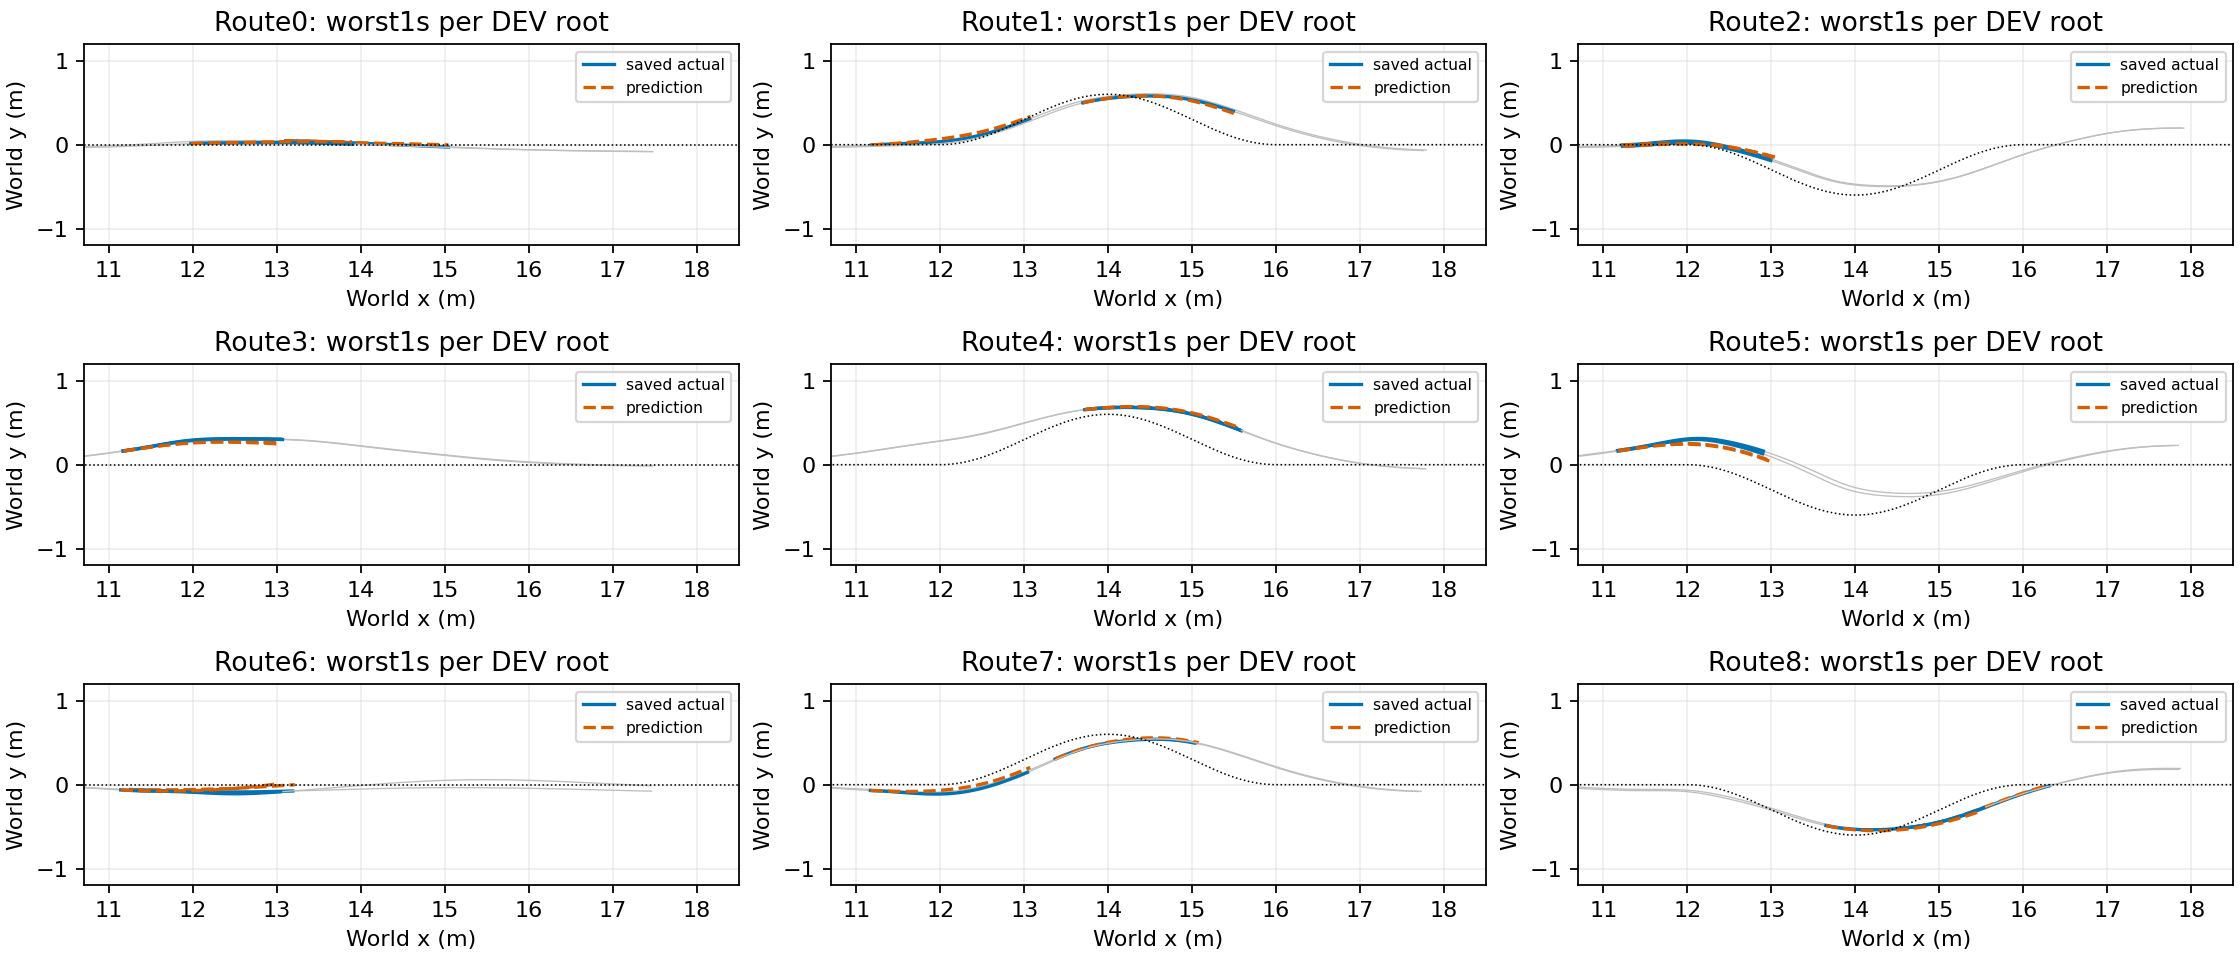 Route0: worst1s per DEV root
World y (m)
1
0
−1
saved actual
prediction
11 12 13 14 15 16 17 18
World x (m)
Route1: worst1s per DEV root
World y (m)
1
0
−1
saved actual
prediction
11 12 13 14 15 16 17 18
World x (m)
Route2: worst1s per DEV root
World y (m)
1
0
−1
saved actual
prediction
11 12 13 14 15 16 17 18
World x (m)
Route3: worst1s per DEV root
World y (m)
1
0
−1
saved actual
prediction
11 12 13 14 15 16 17 18
World x (m)
Route4: worst1s per DEV root
World y (m)
1
0
−1
saved actual
prediction
11 12 13 14 15 16 17 18
World x (m)
Route5: worst1s per DEV root
World y (m)
1
0
−1
saved actual
prediction
11 12 13 14 15 16 17 18
World x (m)
Route6: worst1s per DEV root
World y (m)
1
0
−1
saved actual
prediction
11 12 13 14 15 16 17 18
World x (m)
Route7: worst1s per DEV root
World y (m)
1
0
−1
saved actual
prediction
11 12 13 14 15 16 17 18
World x (m)
Route8: worst1s per DEV root
World y (m)
1
0
−1
saved actual
prediction
11 12 13 14 15 16 17 18
World x (m)